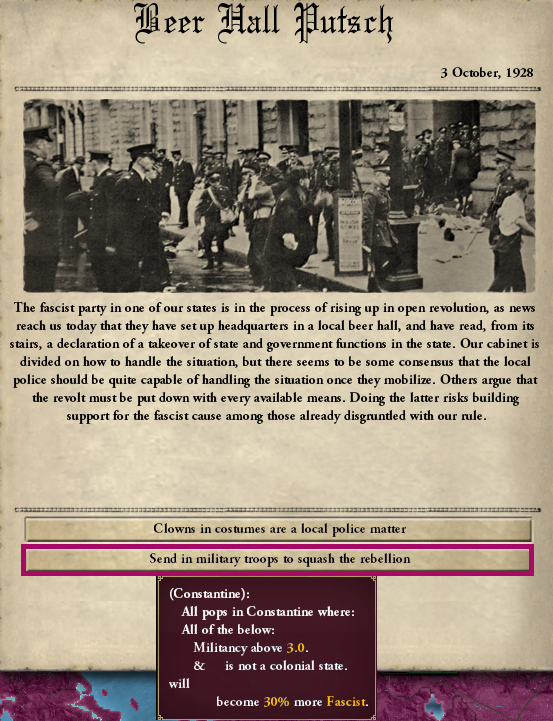 Beer Hall Putsch
3 October, 1928
The fascist party in one of our states is in the process of rising up in open revolution, as news
reach us today that they have set up headquarters in a local beer hall, and have read, from its
stairs, a declaration of a takeover of state and government functions in the state. Our cabinet is
divided on how to handle the situation, but there seems to be some consensus that the local
police should be quite capable of handling the situation once they mobilize. Others argue that
the revolt must be put down with every available means. Doing the latter risks building
support for the fascist cause among those already disgruntled with our rule.
Clowns in costumes are a local police matter
Send in military troops to squash the rebellion
(Constantine):
All pops in Constantine where:
All of the below:
Militancy above 3.0.
& is not a colonial state.
will
become 30% more Fascist.